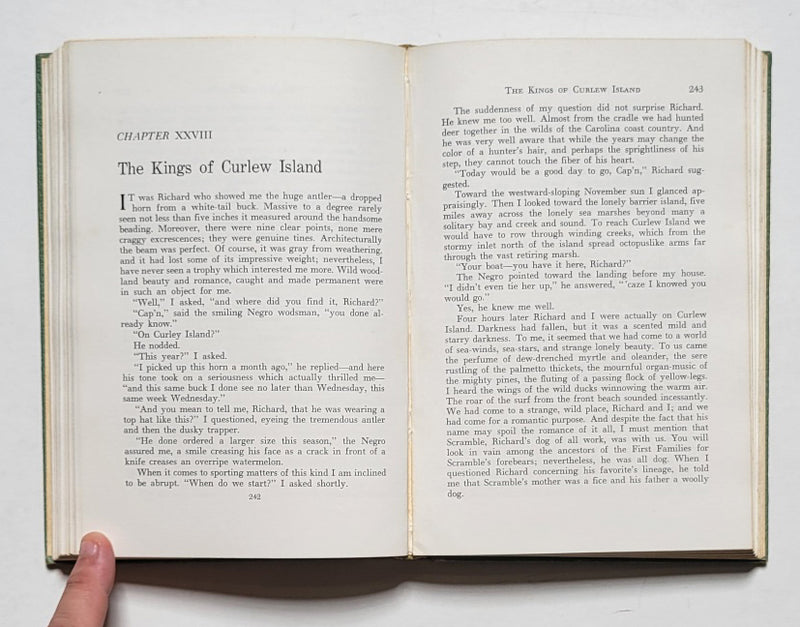 CHAPTER XXVIII
The Kings of Curlew Island
IT was Richard who showed me the huge antler—a dropped
horn from a white-tail buck. Massive to a degree rarely
seen not less than five inches it measured around the handsome
beading. Moreover, there were nine clear points, none mere
craggy excrescences; they were genuine tines. Architecturally
the beam was perfect. Of course, it was gray from weathering,
and it had lost some of its impressive weight; nevertheless, I
have never seen a trophy which interested me more. Wild wood-
land beauty and romance, caught and made permanent were
in such an object for me.
"Well," I asked, "and where did you find it, Richard?"
"Cap'n," said the smiling Negro wodsman, "you done al-
ready know."
"On Curley Island?"
He nodded.
"This year?" I asked.
"I picked up this horn a month ago," he replied—and here
his tone took on a seriousness which actually thrilled me—
"and this same buck I done see no later than Wednesday, this
same week Wednesday."
"And you mean to tell me, Richard, that he was wearing a
top hat like this?" I questioned, eyeing the tremendous antler
and then the dusky trapper.
"He done ordered a larger size this season," the Negro
assured me, a smile creasing his face as a crack in front of a
knife creases an overripe watermelon.
When it comes to sporting matters of this kind I am inclined
to be abrupt. "When do we start?" I asked shortly.
242
The Kings of Curlew Island 243
The suddenness of my question did not surprise Richard.
He knew me too well. Almost from the cradle we had hunted
deer together in the wilds of the Carolina coast country. And
he was very well aware that while the years may change the
color of a hunter's hair, and perhaps the sprightliness of his
step, they cannot touch the fiber of his heart.
"Today would be a good day to go, Cap'n," Richard sug-
gested.
Toward the westward-sloping November sun I glanced ap-
praisingly. Then I looked toward the lonely barrier island, five
miles away across the lonely sea marshes beyond many a
solitary bay and creek and sound. To reach Curlew Island we
would have to row through winding creeks, which from the
stormy inlet north of the island spread octopuslike arms far
through the vast retiring marsh.
"Your boat—you have it here, Richard?"
The Negro pointed toward the landing before my house.
"I didn't even tie her up," he answered, "'caze I knowed you
would go."
Yes, he knew me well.
Four hours later Richard and I were actually on Curlew
Island. Darkness had fallen, but it was a scented mild and
starry darkness. To me, it seemed that we had come to a world
of sea-winds, sea-stars, and strange lonely beauty. To us came
the perfume of dew-drenched myrtle and oleander, the sere
rustling of the palmetto thickets, the mournful organ-music of
the mighty pines, the fluting of a passing flock of yellow-legs.
I heard the wings of the wild ducks winnowing the warm air.
The roar of the surf from the front beach sounded incessantly.
We had come to a strange, wild place, Richard and I; and we
had come for a romantic purpose. And despite the fact that his
name may spoil the romance of it all, I must mention that
Scramble, Richard's dog of all work, was with us. You will
look in vain among the ancestors of the First Families for
Scramble's forebears; nevertheless, he was all dog. When I
questioned Richard concerning his favorite's lineage, he told
me that Scramble's mother was a fice and his father a woolly
dog.